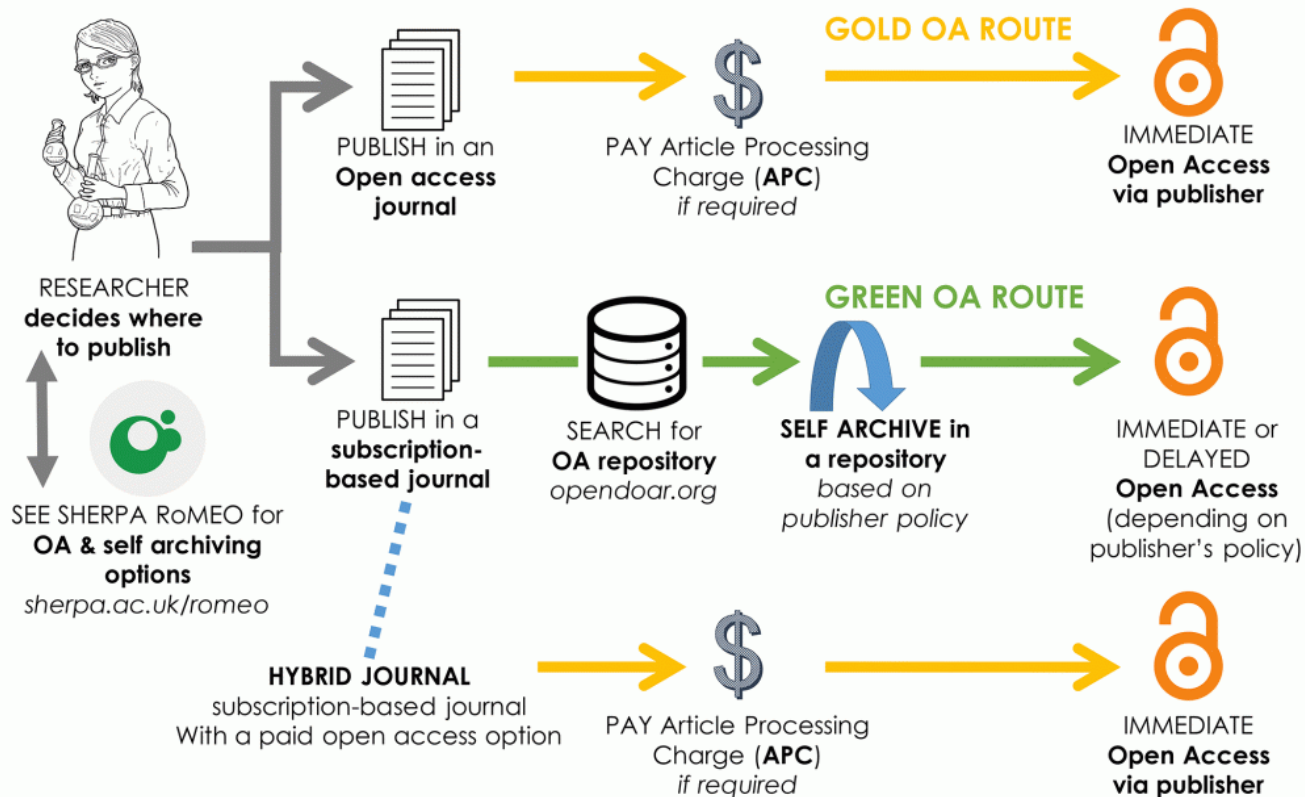 GOLD OA ROUTE
PUBLISH in an
Open access
journal
PAY Article Processing
Charge (APC)
if required
IMMEDIATE
Open Access
via publisher
RESEARCHER
decides where
to publish
SEE SHERPA RoMEO for
OA & self archiving
options
sherpa.ac.uk/romeo
GREEN OA ROUTE
PUBLISH in a
subscription-
based journal
SEARCH for
OA repository
opendoar.org
SELF ARCHIVE in
a repository
based on
publisher policy
IMMEDIATE or
DELAYED
Open Access
(depending on
publisher's policy)
HYBRID JOURNAL
subscription-based journal
With a paid open access option
PAY Article Processing
Charge (APC)
if required
IMMEDIATE
Open Access
via publisher